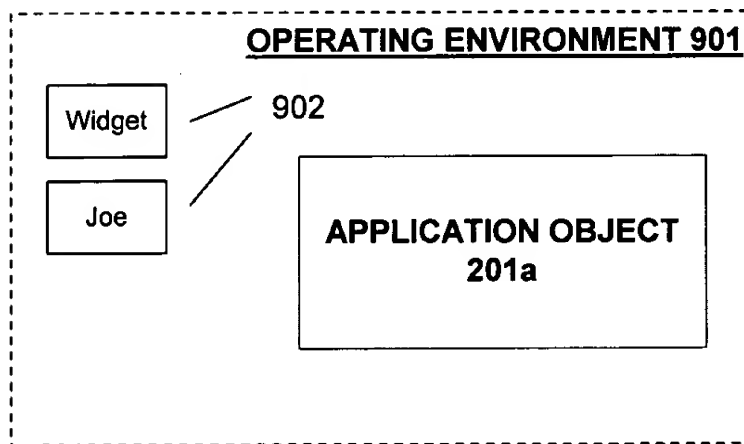 OPERATING ENVIRONMENT 901
Widget
902
Joe
APPLICATION OBJECT
201a